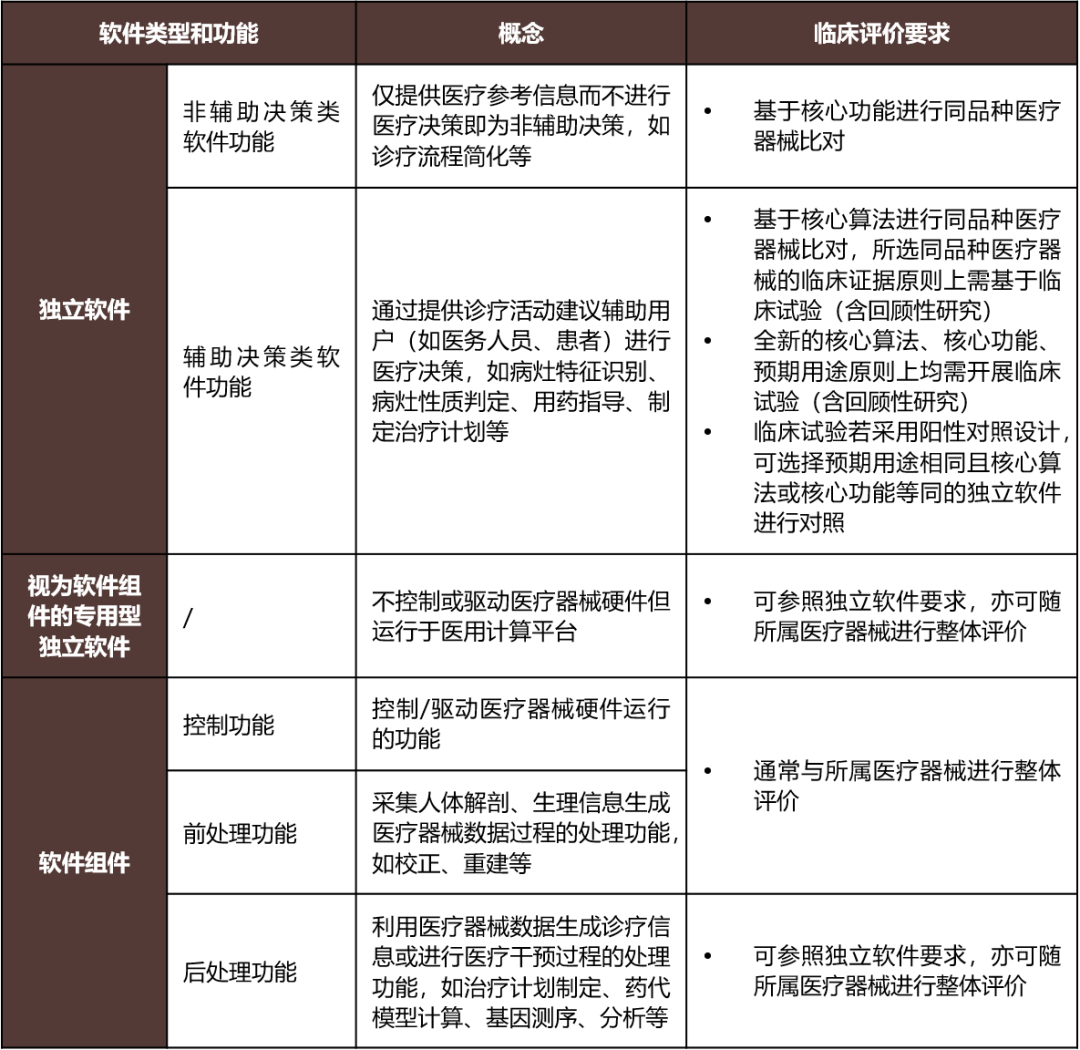 软件类型和功能
概念
临床评价要求
独立软件
非辅助决策类
软件功能
仅提供医疗参考信息而不进行
医疗决策即为非辅助决策，如
诊疗流程简化等
• 基于核心功能进行同品种医疗
器械比对
辅助决策类软
件功能
通过提供诊疗活动建议辅助用
户（如医务人员、患者）进行
医疗决策，如病灶特征识别、
病灶性质判定、用药指导、制
定治疗计划等
• 基于核心算法进行同品种医疗
器械比对，所选同品种医疗器
械的临床证据原则上需基于临
床试验（含回顾性研究）
• 全新的核心算法、核心功能、
预期用途原则上均需开展临床
试验（含回顾性研究）
• 临床试验若采用阳性对照设计，
可选择预期用途相同且核心算
法或核心功能等同的独立软件
进行对照
视为软件组
件的专用型
独立软件
/
不控制或驱动医疗器械硬件但
运行于医用计算平台
• 可参照独立软件要求，亦可随
所属医疗器械进行整体评价
软件组件
控制功能
控制/驱动医疗器械硬件运行
的功能
• 通常与所属医疗器械进行整体
评价
前处理功能
采集人体解剖、生理信息生成
医疗器械数据过程的处理功能，
如校正、重建等
后处理功能
利用医疗器械数据生成诊疗信
息或进行医疗干预过程的处理
功能，如治疗计划制定、药代
模型计算、基因测序、分析等
• 可参照独立软件要求，亦可随
所属医疗器械进行整体评价